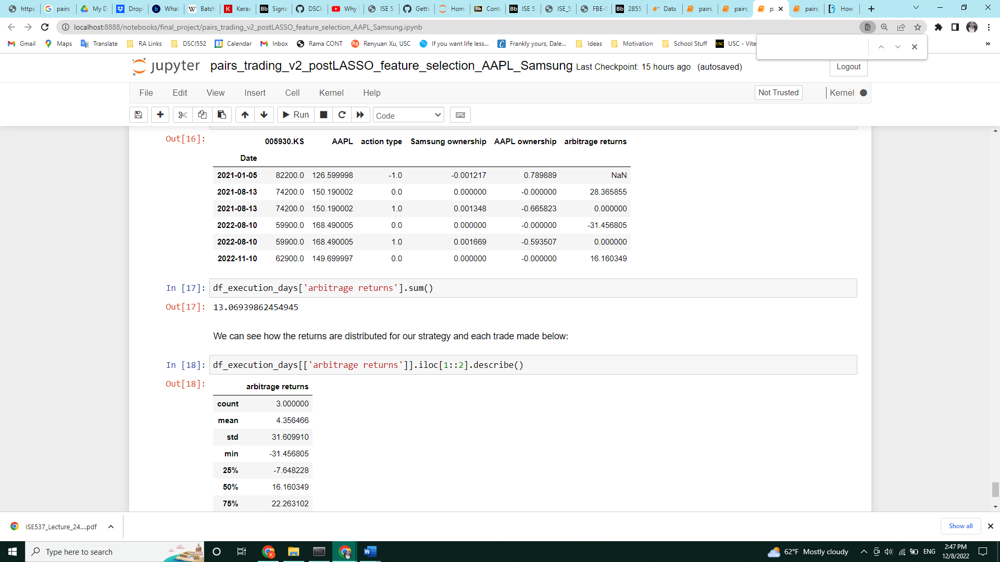 https
pairs
My D
Drop
What
Batch
Keras
Signa
DSCI-
Why
ISE 5
Getti
Home
Cont
ISE 5
ISE_5
FBE-5
2855
Data
pairs_
pairs_
pa
pairs_
How
localhost:8888/notebooks/final_project/pairs_trading_v2_postLASSO_feature_selection_AAPL_Samsung.ipynb
Gmail Maps Translate RA Links DSCI552 Calendar Inbox Rama CONT Renyuan Xu, USC If you want life less... Frankly yours, Dale... Ideas Motivation School Stuff USC - Vite »
jupyter pairs_trading_v2_postLASSO_feature_selection_AAPL_Samsung Last Checkpoint: 15 hours ago (autosaved) Logout
File Edit View Insert Cell Kernel Help Not Trusted Kernel
Run Code
Out[16]: 005930.KS AAPL action type Samsung ownership AAPL ownership arbitrage returns
Date
2021-01-05 82200.0 126.599998 -1.0 -0.001217 0.789889 NaN
2021-08-13 74200.0 150.190002 0.0 0.000000 -0.000000 28.365855
2021-08-13 74200.0 150.190002 1.0 0.001348 -0.665823 0.000000
2022-08-10 59900.0 168.490005 0.0 0.000000 -0.000000 -31.456805
2022-08-10 59900.0 168.490005 1.0 0.001669 -0.593507 0.000000
2022-11-10 62900.0 149.699997 0.0 0.000000 -0.000000 16.160349
In [17]: df_execution_days['arbitrage returns'].sum()
Out[17]: 13.06939862454945
We can see how the returns are distributed for our strategy and each trade made below:
In [18]: df_execution_days[['arbitrage returns']].iloc[1::2].describe()
Out[18]: arbitrage returns
count 3.000000
mean 4.356466
std 31.609910
min -31.456805
25% -7.648228
50% 16.160349
75% 22.263102
ISE537_Lecture_24....pdf Show all
Type here to search 62°F Mostly cloudy ENG 2:47 PM
12/8/2022